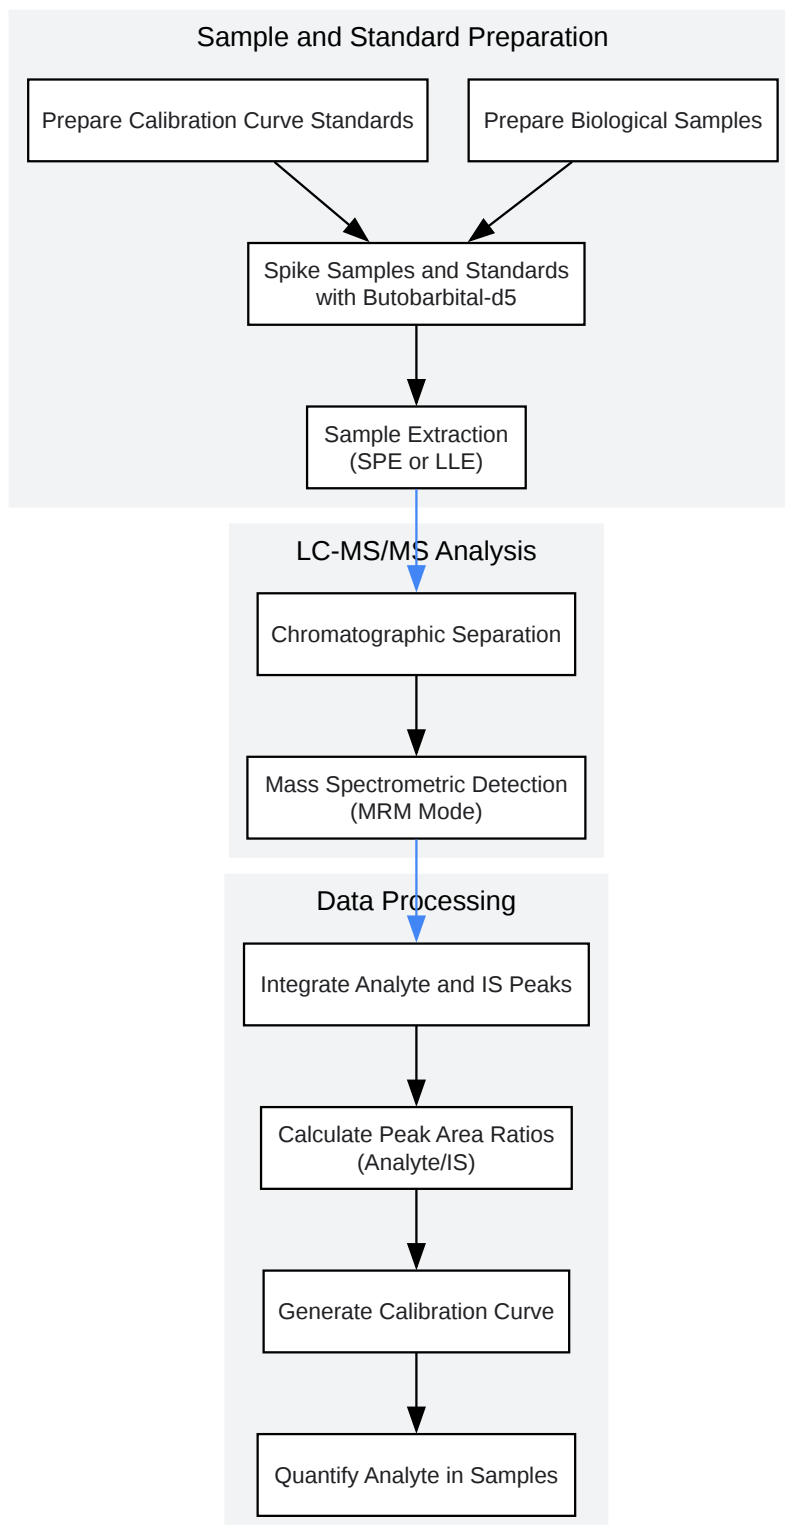 Sample and Standard Preparation
Prepare Calibration Curve Standards
Prepare Biological Samples
Spike Samples and Standards
with Butobarbital-d5
Sample Extraction
(SPE or LLE)
LC-MS/MS Analysis
Chromatographic Separation
Mass Spectrometric Detection
(MRM Mode)
Data Processing
Integrate Analyte and IS Peaks
Calculate Peak Area Ratios
(Analyte/IS)
Generate Calibration Curve
Quantify Analyte in Samples